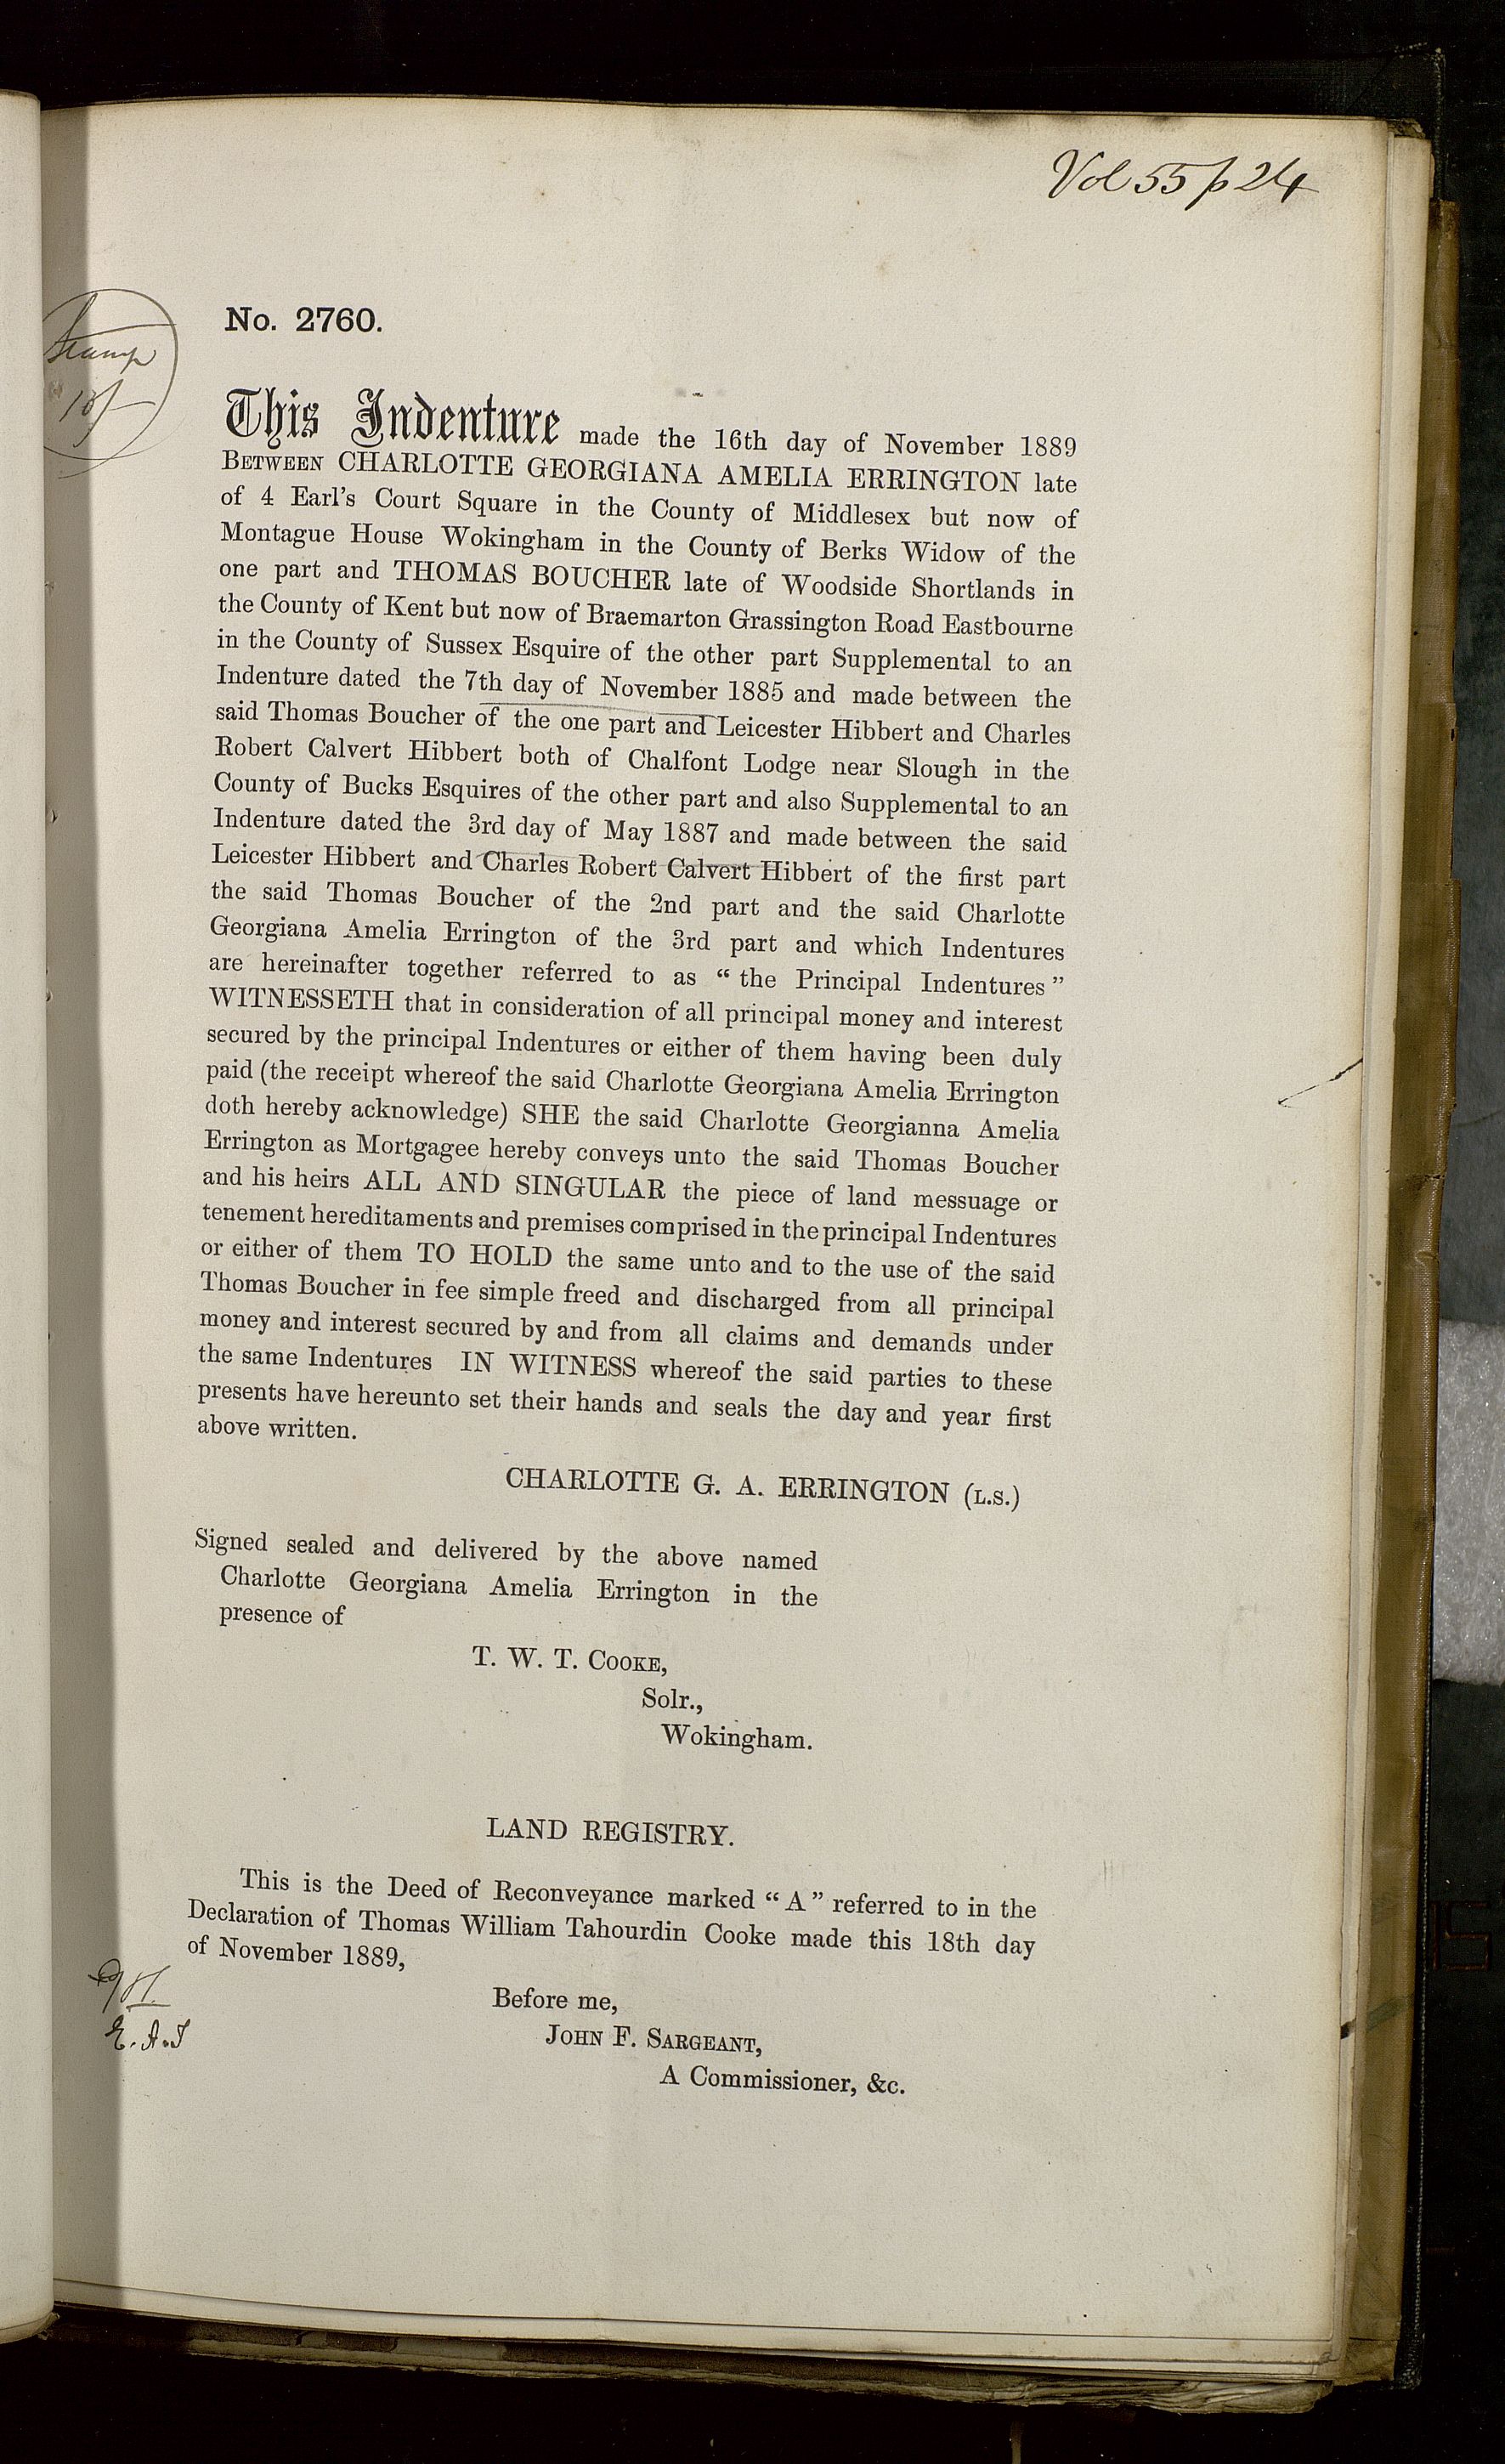 Vol 55 p 24
No. 2760.
Stamp
This Indenture made the 16th day of November 1889
BETWEEN CHARLOTTE GEORGIANA AMELIA ERRINGTON late
of 4 Earl's Court Square in the County of Middlesex but now of
Montague House Wokingham in the County of Berks Widow of the
one part and THOMAS BOUCHER late of Woodside Shortlands in
the County of Kent but now of Braemarton Grassington Road Eastbourne
in the County of Sussex Esquire of the other part Supplemental to an
Indenture dated the 7th day of November 1885 and made between the
said Thomas Boucher of the one part and Leicester Hibbert and Charles
Robert Calvert Hibbert both of Chalfont Lodge near Slough in the
County of Bucks Esquires of the other part and also Supplemental to an
Indenture dated the 3rd day of May 1887 and made between the said
Leicester Hibbert and Charles Robert Calvert Hibbert of the first part
the said Thomas Boucher of the 2nd part and the said Charlotte
Georgiana Amelia Errington of the 3rd part and which Indentures
are hereinafter together referred to as “ the Principal Indentures ”
WITNESSETH that in consideration of all principal money and interest
secured by the principal Indentures or either of them having been duly
paid (the receipt whereof the said Charlotte Georgiana Amelia Errington
doth hereby acknowledge) SHE the said Charlotte Georgianna Amelia
Errington as Mortgagee hereby conveys unto the said Thomas Boucher
and his heirs ALL AND SINGULAR the piece of land messuage or
tenement hereditaments and premises comprised in the principal Indentures
or either of them TO HOLD the same unto and to the use of the said
Thomas Boucher in fee simple freed and discharged from all principal
money and interest secured by and from all claims and demands under
the same Indentures IN WITNESS whereof the said parties to these
presents have hereunto set their hands and seals the day and year first
above written.
CHARLOTTE G. A. ERRINGTON (L.S.)
Signed sealed and delivered by the above named
Charlotte Georgiana Amelia Errington in the
presence of
T. W. T. COOKE,
Solr.,
Wokingham.
LAND REGISTRY.
This is the Deed of Reconveyance marked “ A ” referred to in the
Declaration of Thomas William Tahourdin Cooke made this 18th day
of November 1889,
Before me,
JOHN F. SARGEANT,
A Commissioner, &c.
E.A.J